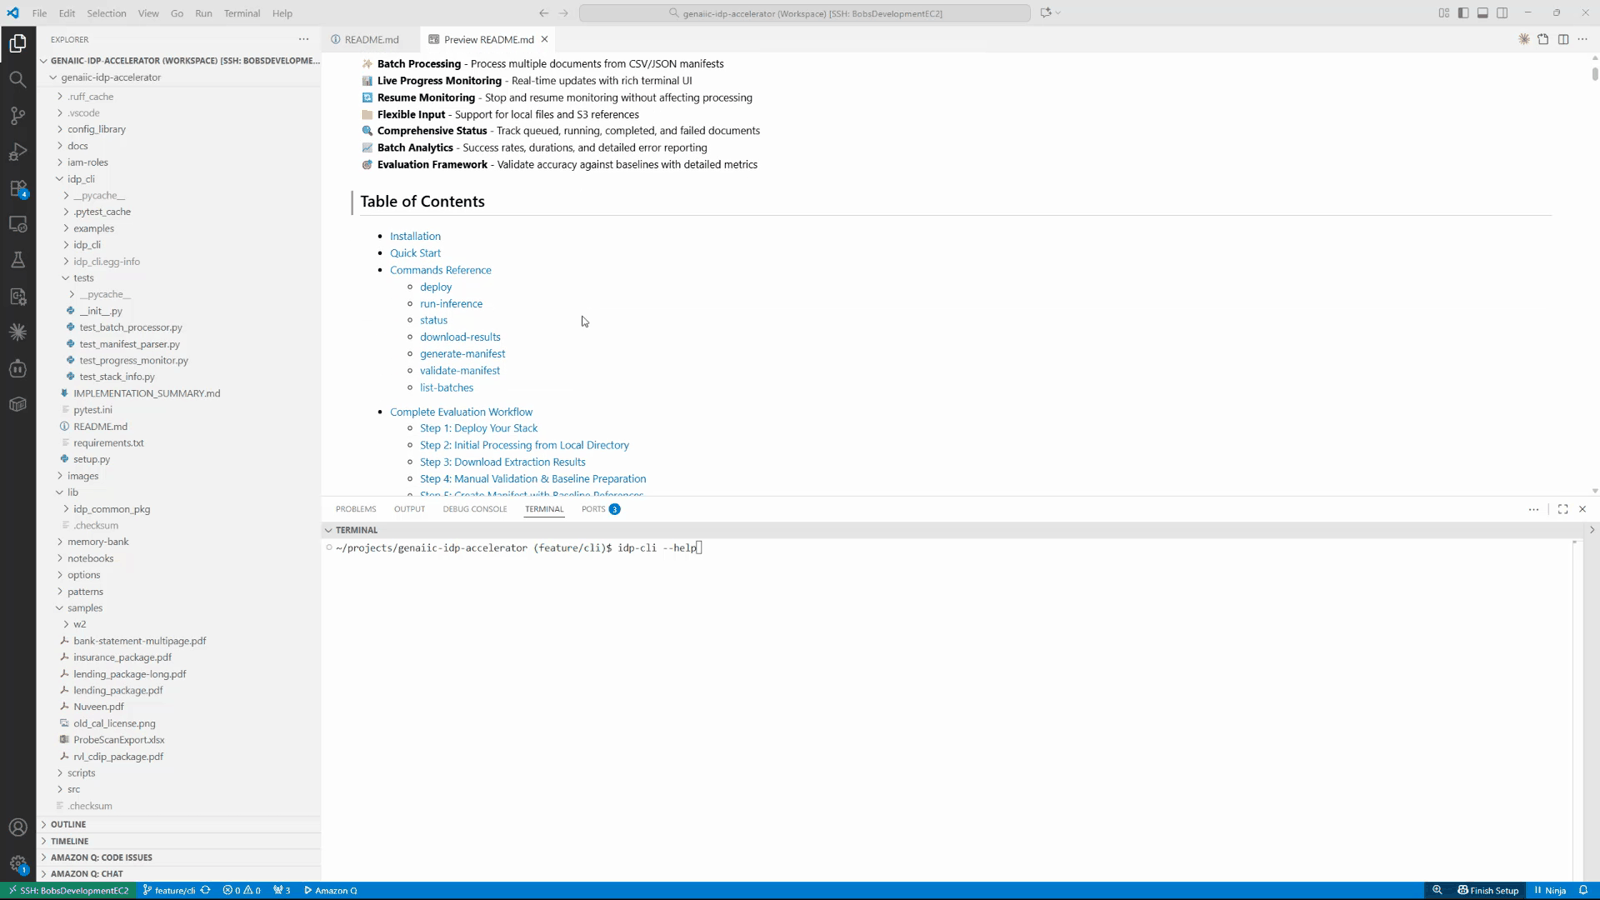 File Edit Selection View Go Run Terminal Help
genaiic-idp-accelerator (Workspace) [SSH: BobsDevelopmentEC2]
EXPLORER
GENAIIC-IDP-ACCELERATOR (WORKSPACE) [SSH: BOBSDEVELOPME...
genaiic-idp-accelerator
.ruff_cache
.vscode
config_library
docs
iam-roles
idp_cli
__pycache__
.pytest_cache
examples
idp_cli
idp_cli.egg-info
tests
__pycache__
__init__.py
test_batch_processor.py
test_manifest_parser.py
test_progress_monitor.py
test_stack_info.py
IMPLEMENTATION_SUMMARY.md
pytest.ini
README.md
requirements.txt
setup.py
images
lib
idp_common_pkg
.checksum
memory-bank
notebooks
options
patterns
samples
w2
bank-statement-multipage.pdf
insurance_package.pdf
lending_package-long.pdf
lending_package.pdf
Nuveen.pdf
old_cal_license.png
ProbeScanExport.xlsx
rvl_cdip_package.pdf
scripts
src
.checksum
OUTLINE
TIMELINE
AMAZON Q: CODE ISSUES
AMAZON Q: CHAT
4
1
README.md
Preview README.md
Batch Processing - Process multiple documents from CSV/JSON manifests
Live Progress Monitoring - Real-time updates with rich terminal UI
Resume Monitoring - Stop and resume monitoring without affecting processing
Flexible Input - Support for local files and S3 references
Comprehensive Status - Track queued, running, completed, and failed documents
Batch Analytics - Success rates, durations, and detailed error reporting
Evaluation Framework - Validate accuracy against baselines with detailed metrics
Table of Contents
Installation
Quick Start
Commands Reference
deploy
run-inference
status
download-results
generate-manifest
validate-manifest
list-batches
Complete Evaluation Workflow
Step 1: Deploy Your Stack
Step 2: Initial Processing from Local Directory
Step 3: Download Extraction Results
Step 4: Manual Validation & Baseline Preparation
Step 5: Create Manifest with Baseline References
PROBLEMS OUTPUT DEBUG CONSOLE TERMINAL PORTS 3
TERMINAL
~/projects/genaiic-idp-accelerator (feature/cli)$ idp-cli --help
SSH: BobsDevelopmentEC2 feature/cli 0 0 3 Amazon Q Finish Setup Ninja